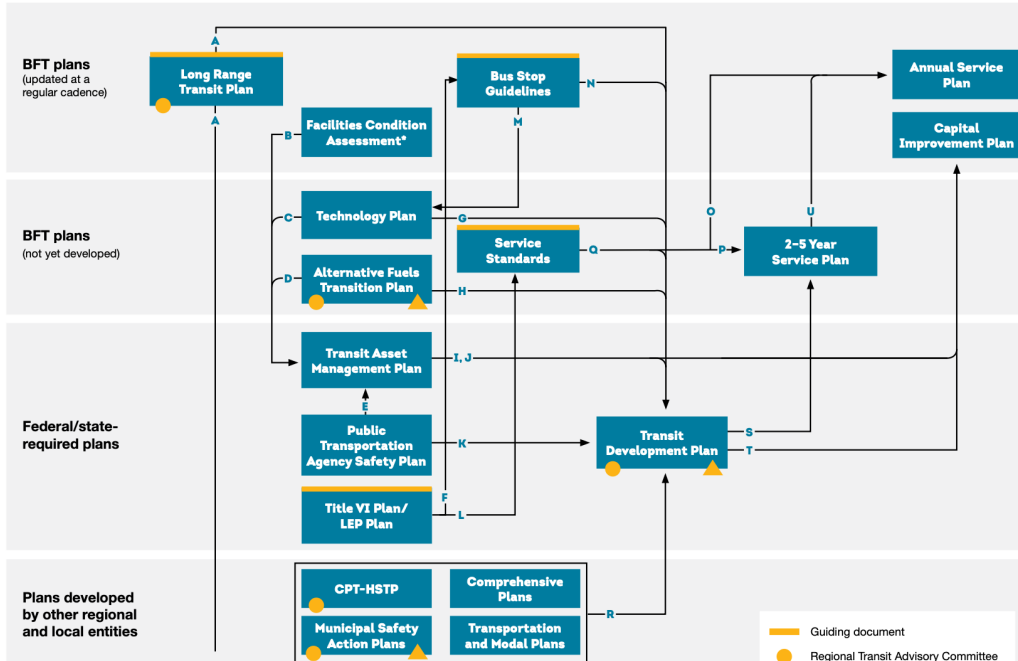 A
BFT plans
(updated at a
regular cadence)
Long Range
Transit Plan
A
Bus Stop
Guidelines
N
M
Annual Service
Plan
Facilities Condition
Assessment*
B
Capital
Improvement Plan
BFT plans
(not yet developed)
C
Technology Plan
G
O
U
Service
Standards
Q
P
2–5 Year
Service Plan
D
Alternative Fuels
Transition Plan
H
Federal/state-
required plans
Transit Asset
Management Plan
I, J
E
Public
Transportation
Agency Safety Plan
K
Transit
Development Plan
S
T
Title VI Plan/
LEP Plan
F
L
Plans developed
by other regional
and local entities
CPT-HSTP
Comprehensive
Plans
Municipal Safety
Action Plans
Transportation
and Modal Plans
R
Guiding document
Regional Transit Advisory Committee